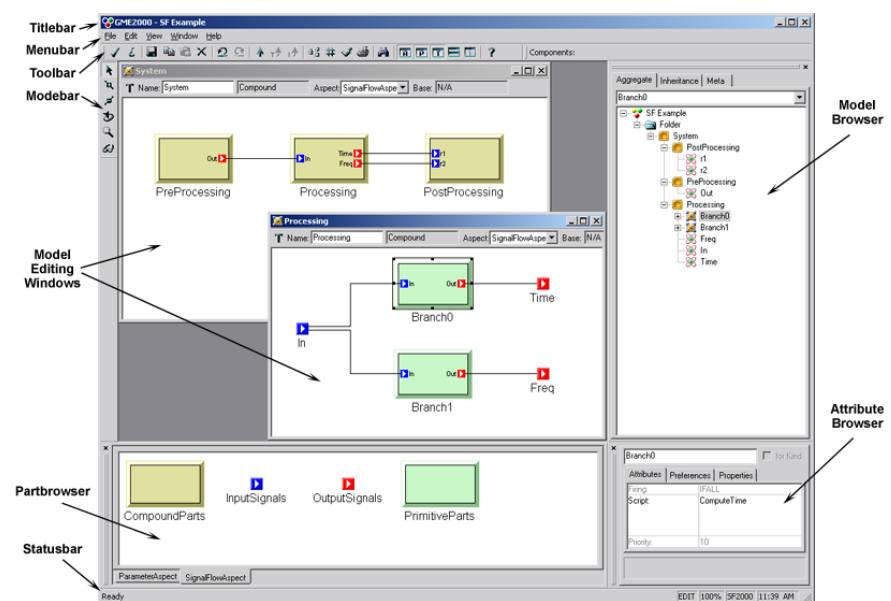 Titlebar
GME2000 - SF Example
Menubar
File Edit View Window Help
Toolbar
Components:
Modebar
System
Name: System Compound Aspect: SignalFlowAspe Base: N/A
Out In Time Freq r1 r2
PreProcessing Processing PostProcessing
Model
Editing
Windows
Processing
Name: Processing Compound Aspect: SignalFlowAspe Base: N/A
In Out
Branch0
Time
In
In Out
Branch1
Freq
Aggregate Inheritance Meta
Branch0
SF Example
Folder
System
PostProcessing
r1
r2
PreProcessing
Out
Processing
Branch0
Branch1
Freq
In
Time
Model
Browser
Partbrowser
CompoundParts
InputSignals
OutputSignals
PrimitiveParts
ParameterAspect SignalFlowAspect
Attribute
Browser
Branch0 for Kind
Attributes Preferences Properties
Firing: IFALL
Script: ComputeTime
Priority: 10
Statusbar
Ready
EDIT 100% SF2000 11:39 AM